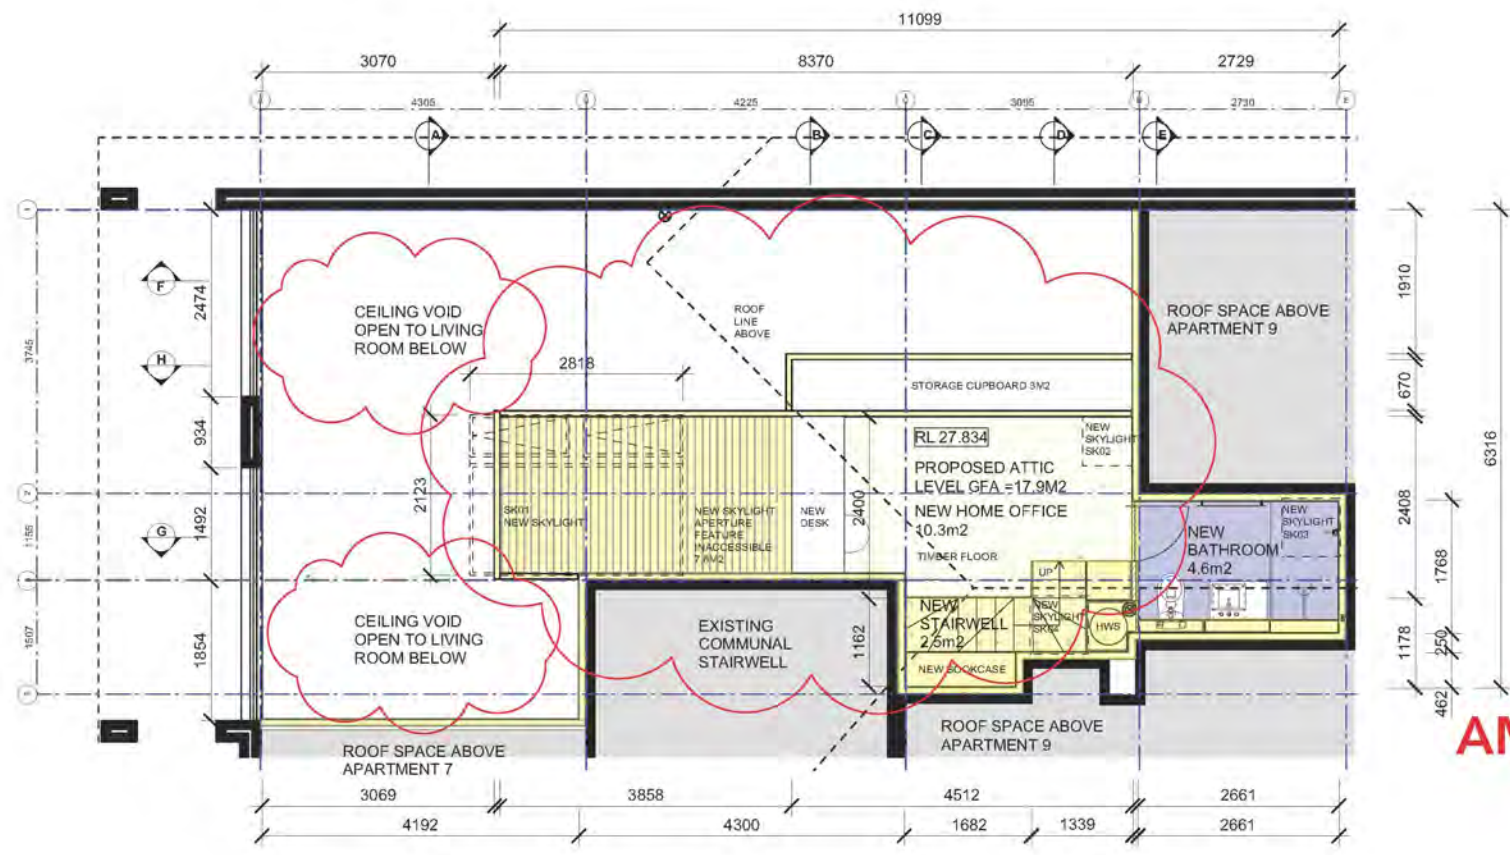 11099
3070
8370
2729
4305
4225
3095
2730
A
B
C
D
E
F
H
G
2474
934
1492
1854
3745
1155
1507
CEILING VOID
OPEN TO LIVING
ROOM BELOW
ROOF
LINE
ABOVE
ROOF SPACE ABOVE
APARTMENT 9
1910
670
2408
6316
1768
1178
250
462
2818
STORAGE CUPBOARD 3M2
RL 27.834
NEW
SKYLIGHT
SK02
PROPOSED ATTIC
LEVEL GFA =17.9M2
NEW HOME OFFICE
10.3m2
TIMBER FLOOR
2123
2400
SK01
NEW SKYLIGHT
NEW SKYLIGHT
APERTURE
FEATURE
INACCESSIBLE
NEW
DESK
NEW
SKYLIGHT
SK03
NEW
BATHROOM
4.6m2
UP
NEW
STAIRWELL
2.5m2
NEW
SKYLIGHT
HWS
NEW BOOKCASE
CEILING VOID
OPEN TO LIVING
ROOM BELOW
EXISTING
COMMUNAL
STAIRWELL
1162
ROOF SPACE ABOVE
APARTMENT 9
ROOF SPACE ABOVE
APARTMENT 7
3069
3858
4512
2661
4192
4300
1682
1339
2661